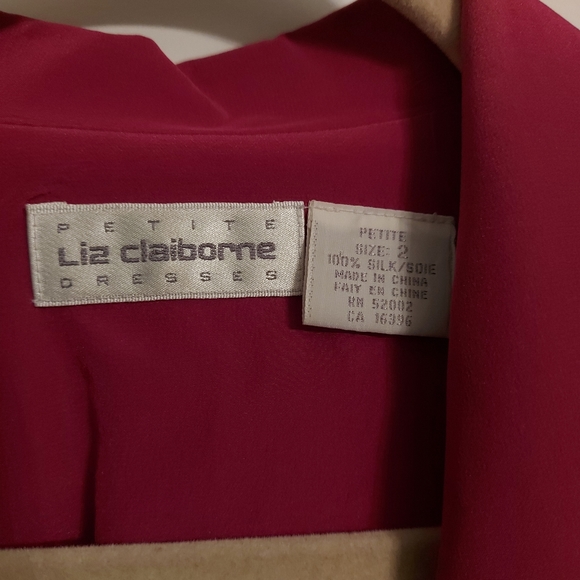 PETITE
Liz claiborne
DRESSES
PETITE
SIZE: 2
100% SILK/SOIE
MADE IN CHINA
FAIT EN CHINE
RN 52002
CA 16396